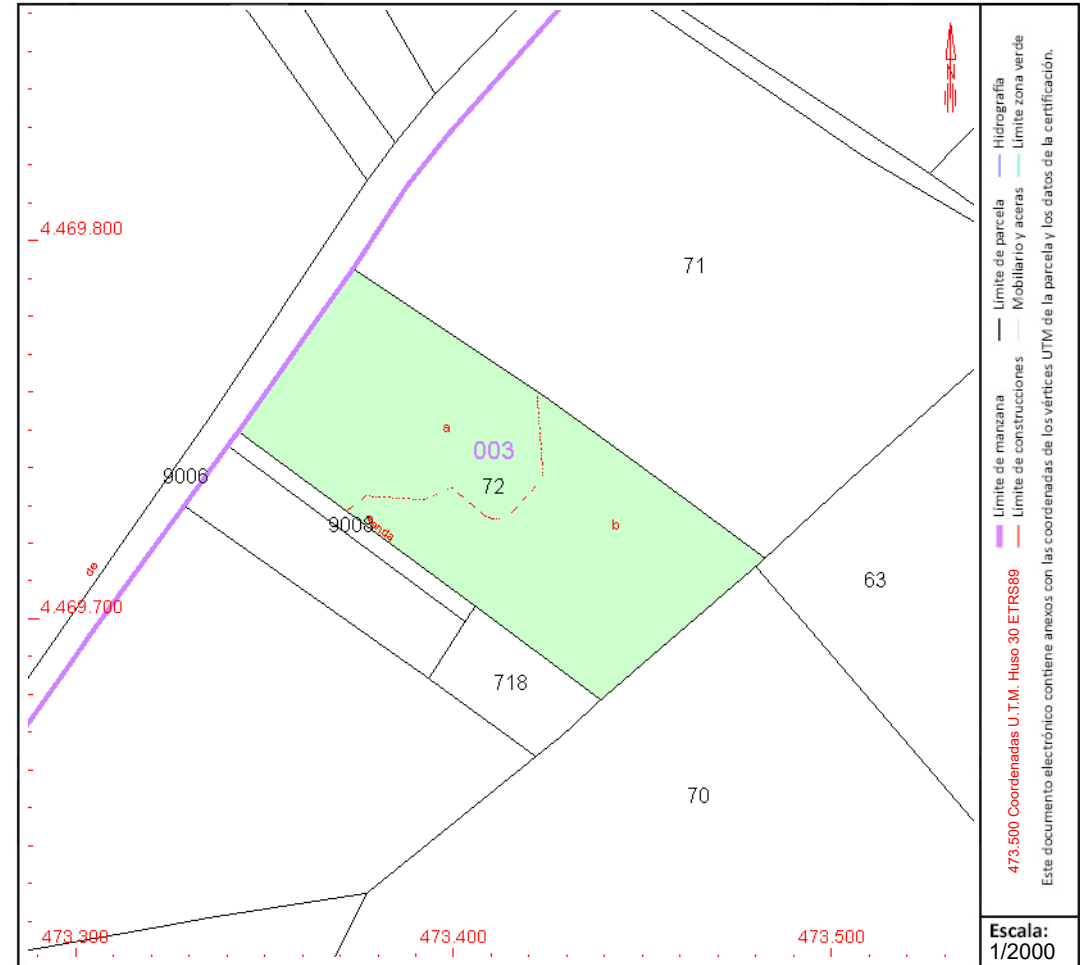 N
4.469.800
71
a
003
72
9006
9008
Senda
b
de
63
4.469.700
718
70
473.300
473.400
473.500
Hidrografía
Límite zona verde
Límite de parcela
Mobiliario y aceras
Límite de manzana
Límite de construcciones
473.500 Coordenadas U.T.M. Huso 30 ETRS89
Este documento electrónico contiene anexos con las coordenadas de los vértices UTM de la parcela y los datos de la certificación.
Escala:
1/2000